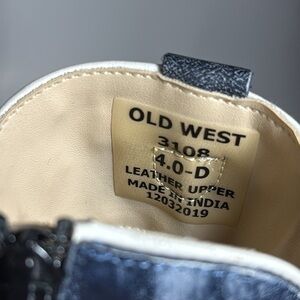 OLD WEST
3108
4.0-D
LEATHER UPPER
MADE IN INDIA
12032019